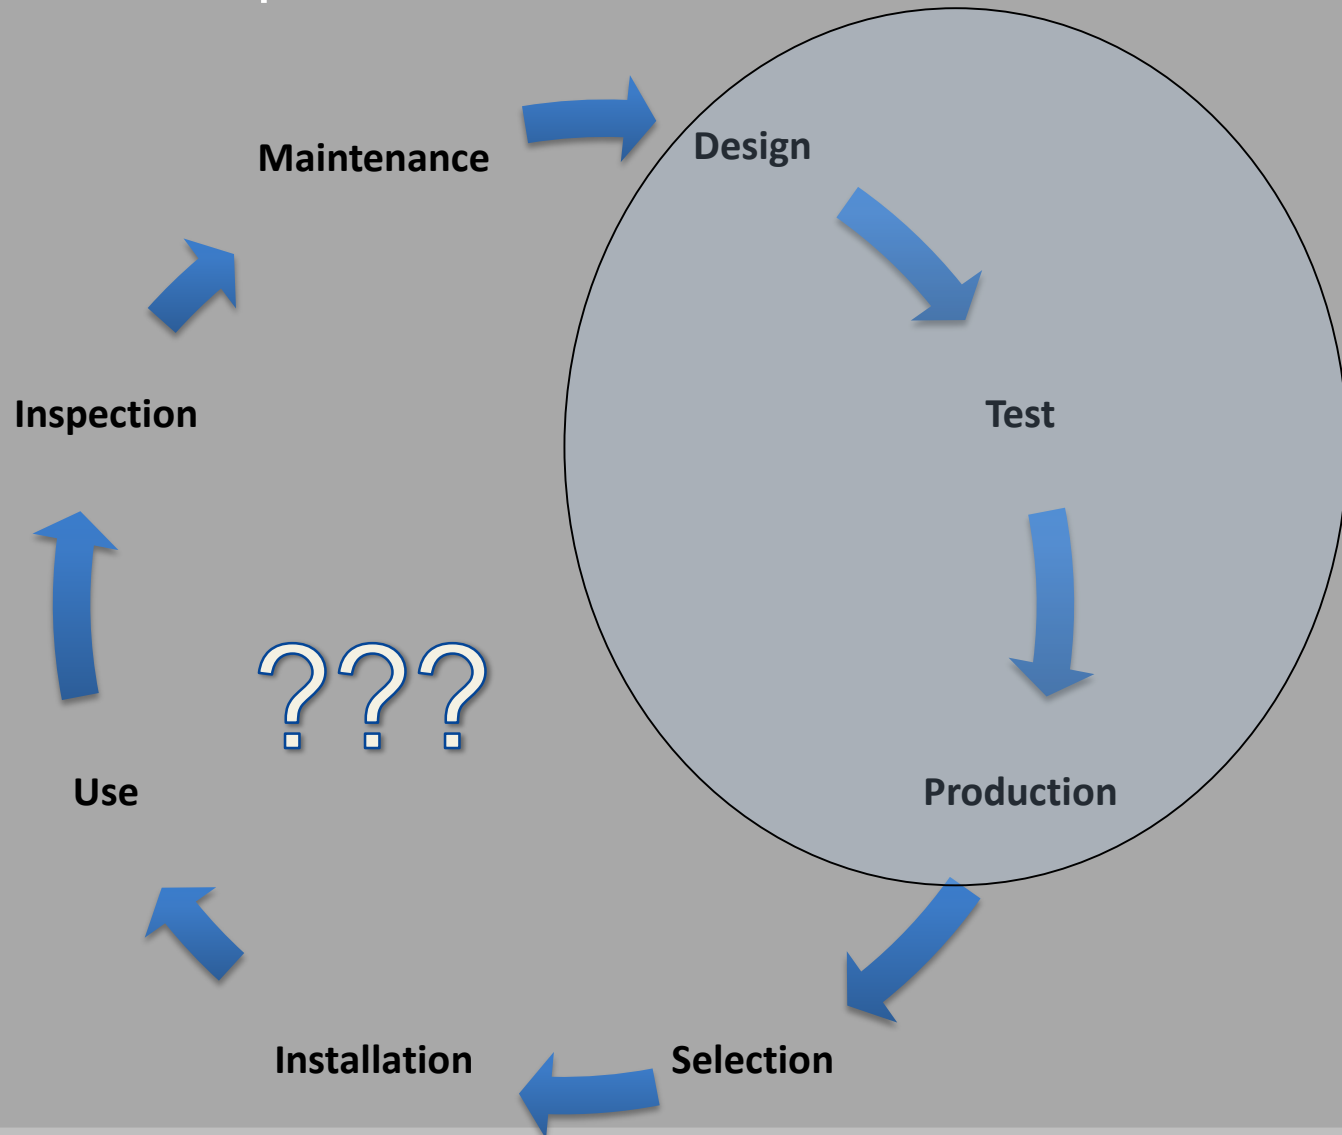 Maintenance
Design
Inspection
Test
???
Use
Production
Installation
Selection